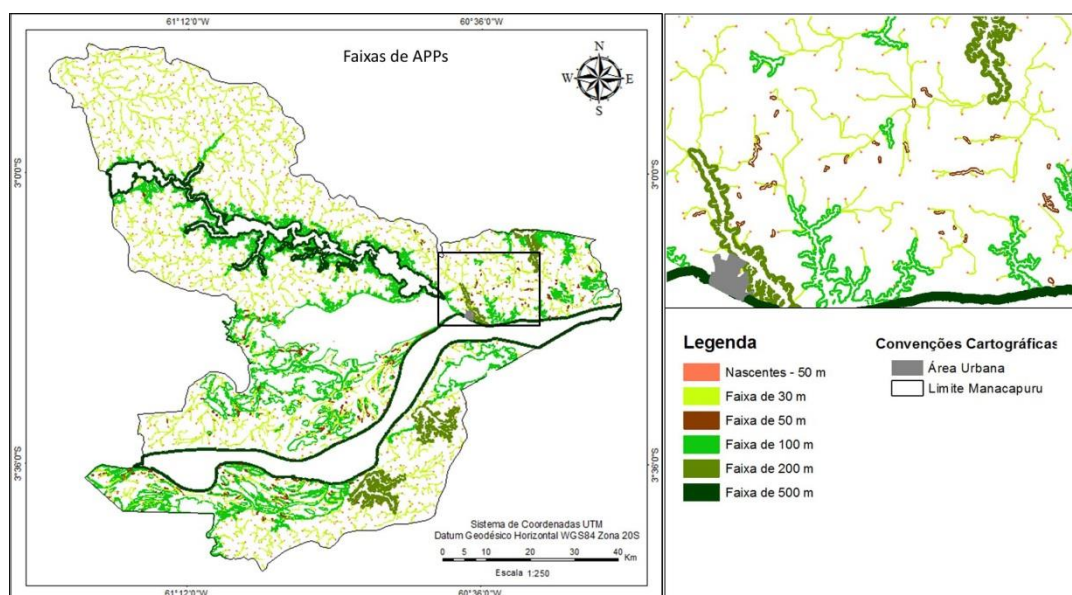 61°12'0"W
60°36'0"W
Faixas de APPs
N
W
E
S
3°0'0"S
3°0'0"S
3°36'0"S
3°36'0"S
Sistema de Coordenadas UTM
Datum Geodésico Horizontal WGS84 Zona 20S
0 5 10 20 30 40
Km
Escala 1:250
61°12'0"W
60°36'0"W
Legenda
Nascentes - 50 m
Faixa de 30 m
Faixa de 50 m
Faixa de 100 m
Faixa de 200 m
Faixa de 500 m
Convenções Cartográficas
Área Urbana
Limite Manacapuru